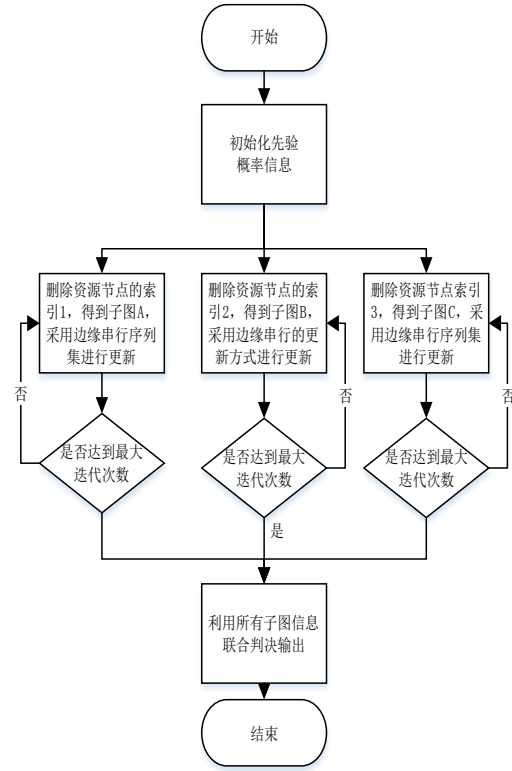 开始
初始化先验
概率信息
删除资源节点的索
引1，得到子图A，
采用边缘串行序列
集进行更新
删除资源节点的索
引2，得到子图B，
采用边缘串行的更
新方式进行更新
删除资源节点索引
3，得到子图C，采
用边缘串行序列集
进行更新
否
否
否
是否达到最大
迭代次数
是否达到最大
迭代次数
是否达到最大
迭代次数
是
利用所有子图信息
联合判决输出
结束